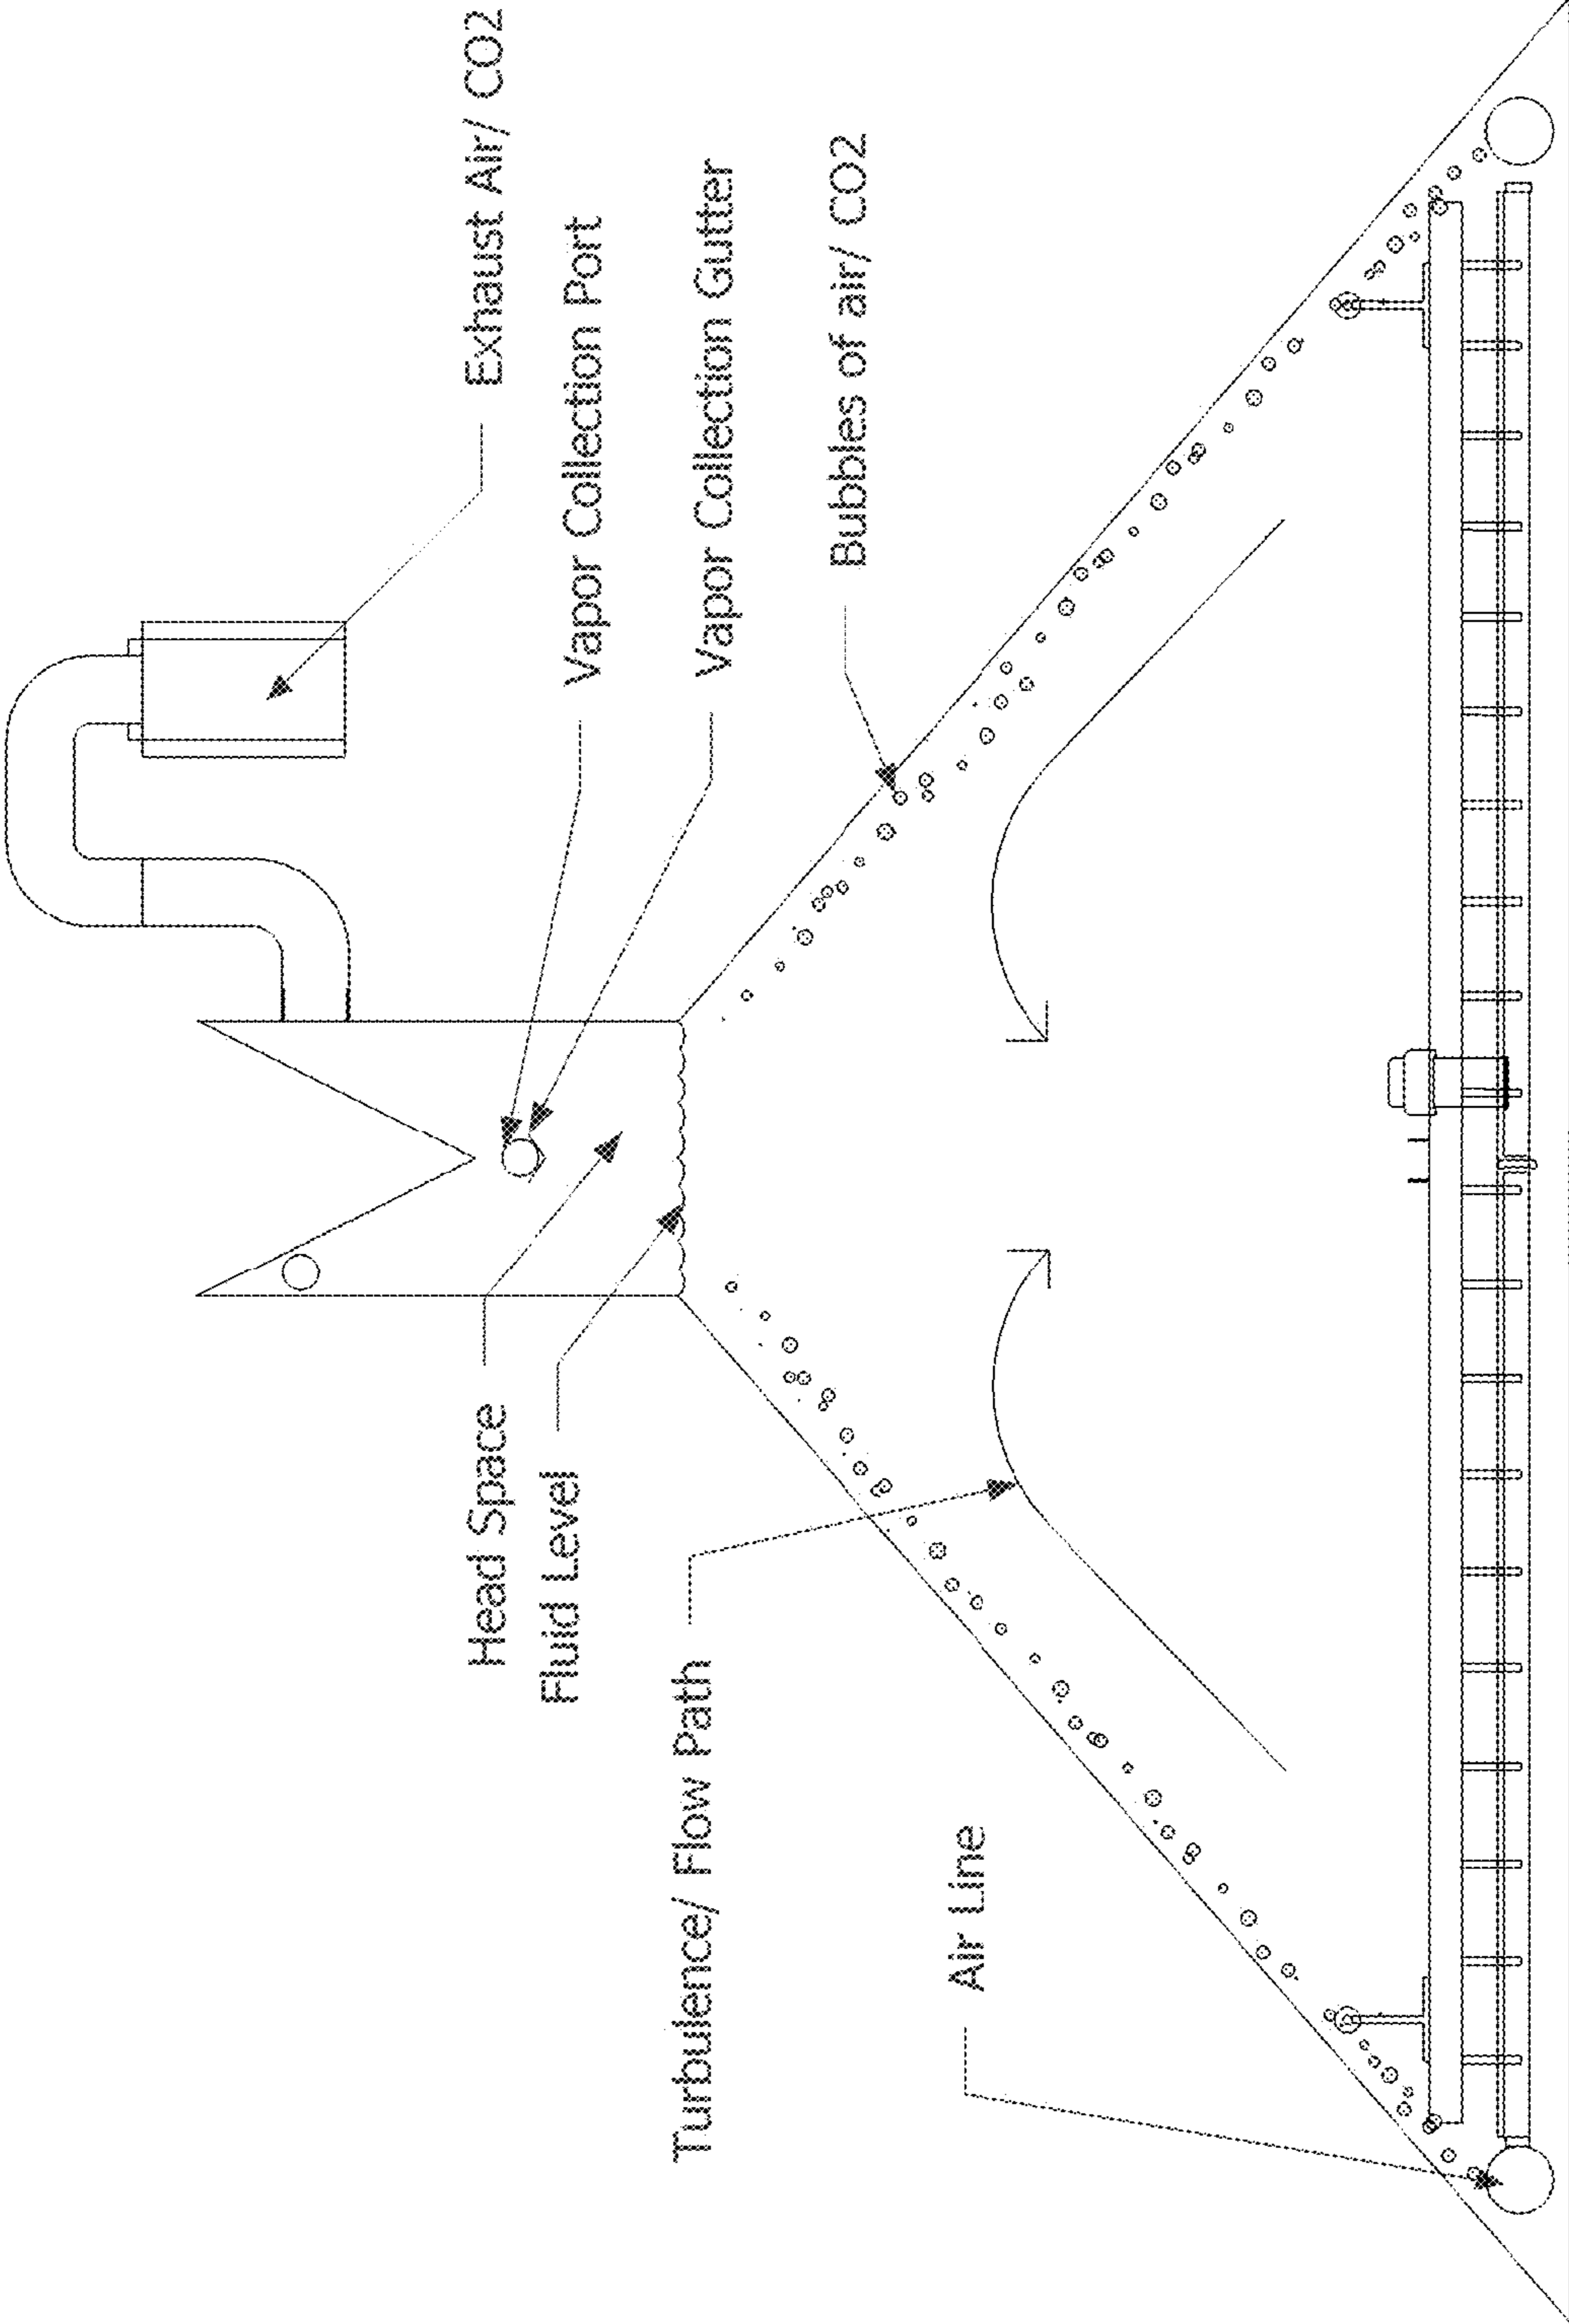 Exhaust Air/ CO2
Vapor Collection Port
Vapor Collection Gutter
Bubbles of air/ CO2
Head Space
Fluid Level
Turbulence/ Flow Path
Air Line